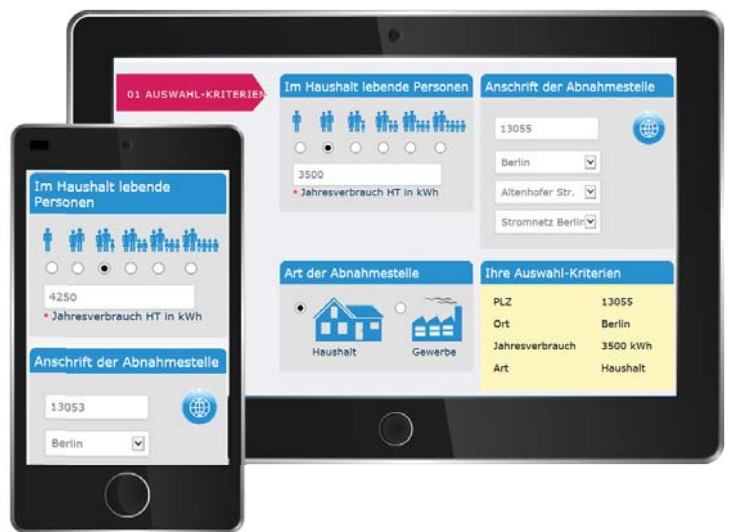 01 AUSWAHL-KRITERIEN
Im Haushalt lebende Personen
3500
* Jahresverbrauch HT in kWh
Anschrift der Abnahmestelle
13055
Berlin
Altenhofer Str.
Stromnetz Berlin
Art der Abnahmestelle
Haushalt
Gewerbe
Ihre Auswahl-Kriterien
PLZ 13055
Ort Berlin
Jahresverbrauch 3500 kWh
Art Haushalt
Im Haushalt lebende
Personen
4250
* Jahresverbrauch HT in kWh
Anschrift der Abnahmestelle
13053
Berlin